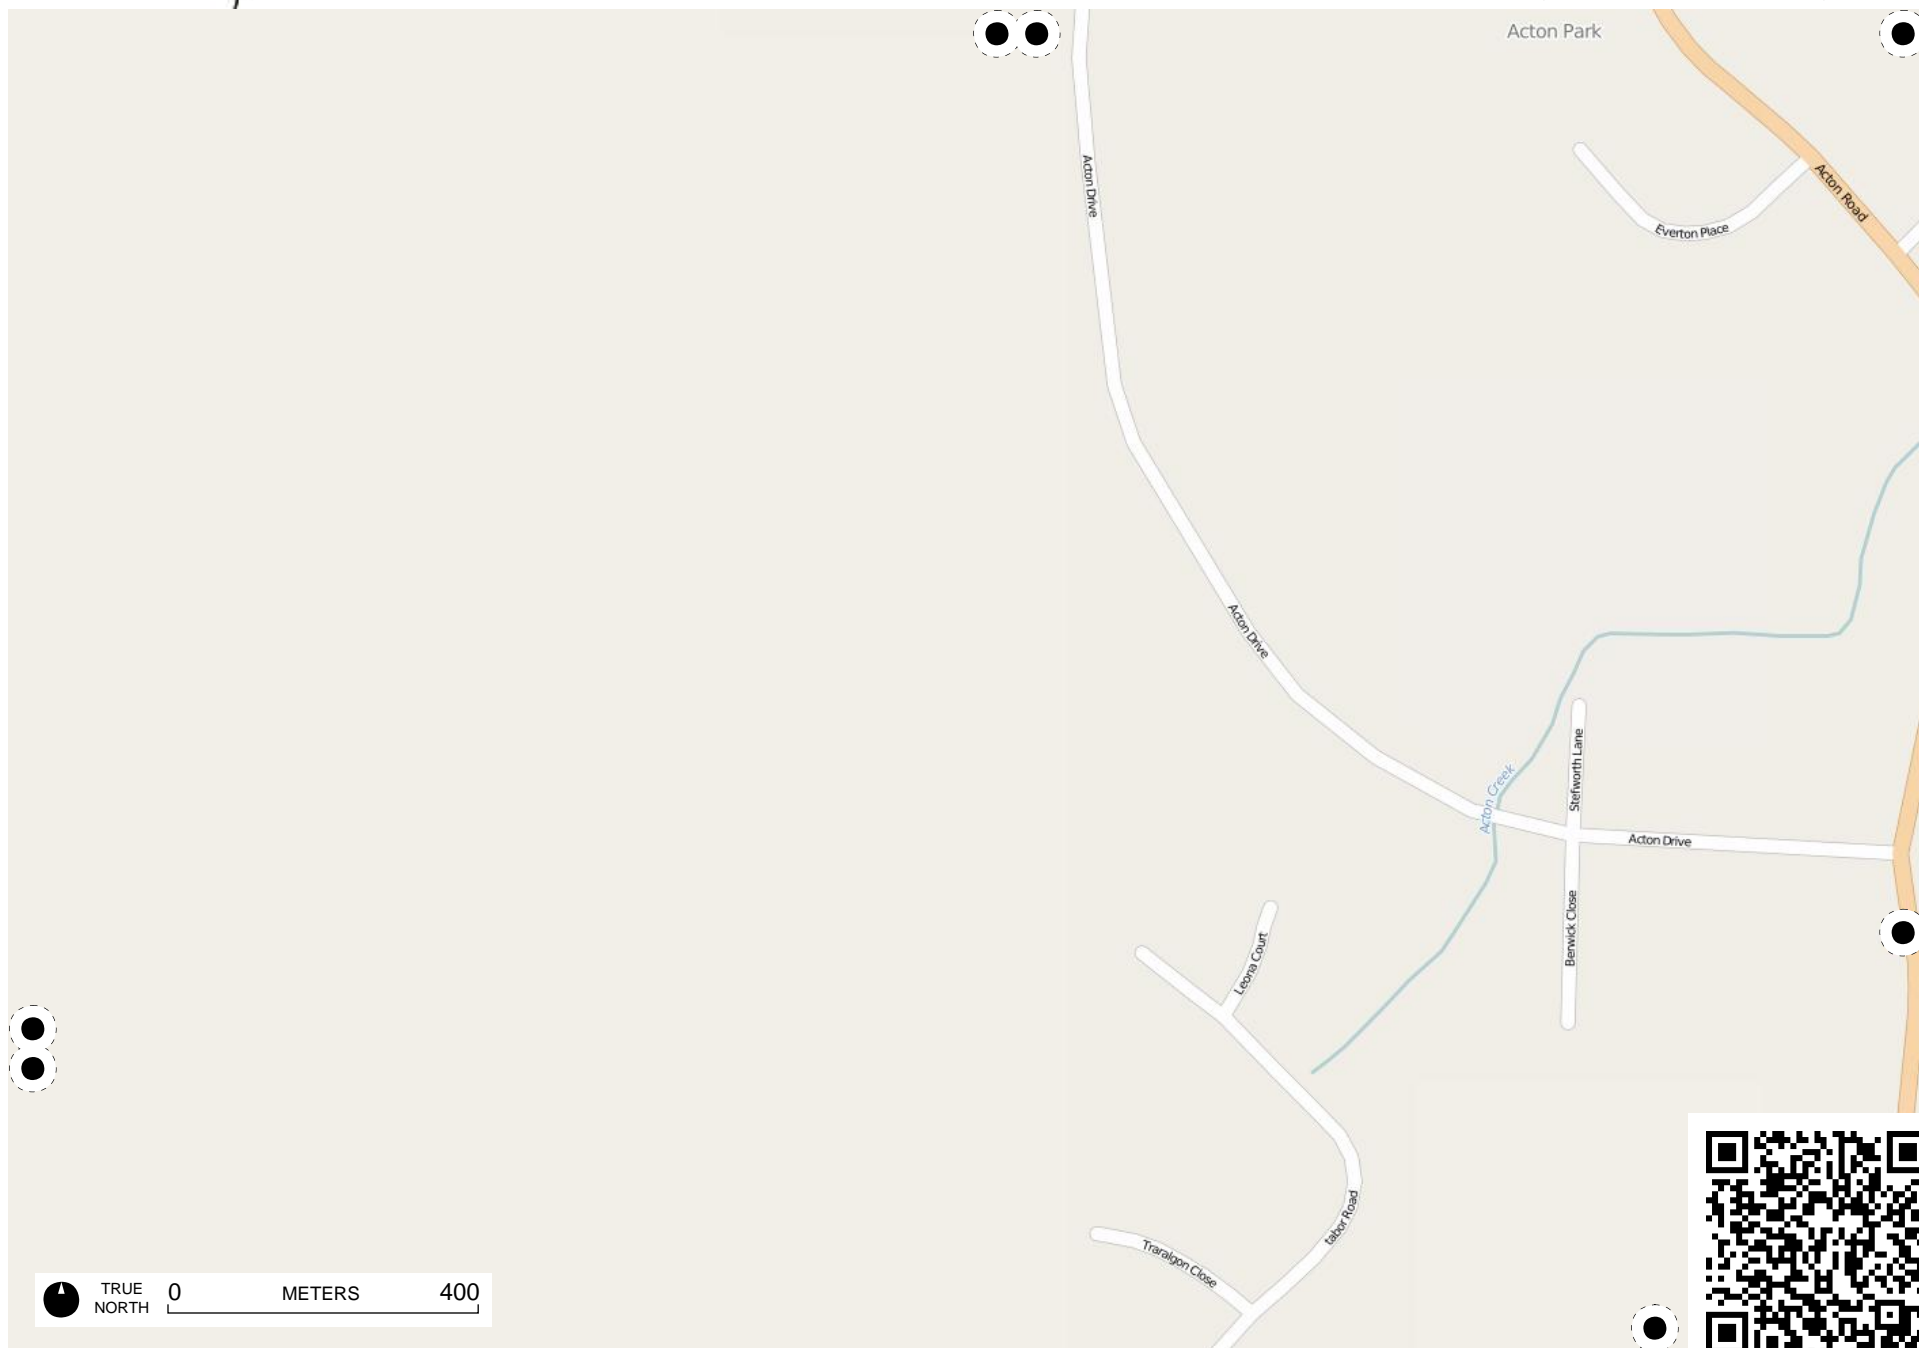 Acton Park
Acton Drive
Acton Road
Everton Place
Acton Drive
Stefworth Lane
Acton Creek
Acton Drive
Berwick Close
Leona Court
tabor Road
Traralgon Close
TRUE
NORTH
0 METERS 400